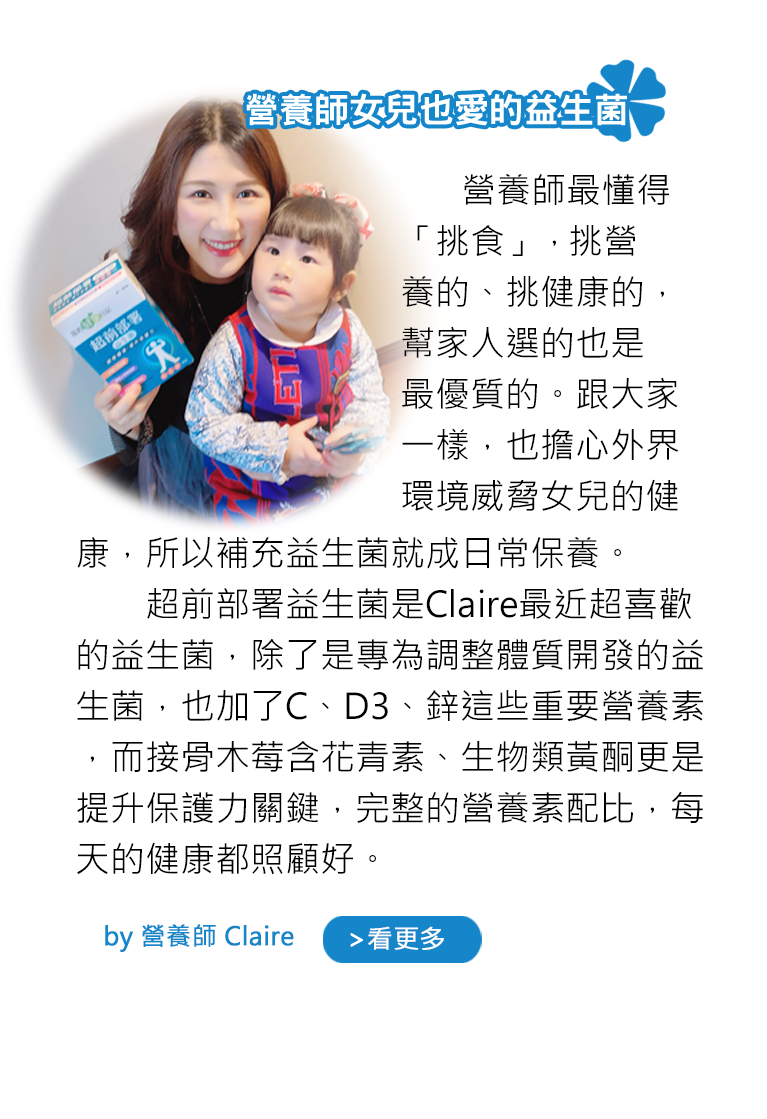 營養師女兒也愛的益生菌
營養師最懂得
「挑食」，挑營
養的、挑健康的，
幫家人選的也是
最優質的。跟大家
一樣，也擔心外界
環境威脅女兒的健
康，所以補充益生菌就成日常保養。
超前部署益生菌是Claire最近超喜歡
的益生菌，除了是專為調整體質開發的益
生菌，也加了C、D3、鋅這些重要營養素
，而接骨木莓含花青素、生物類黃酮更是
提升保護力關鍵，完整的營養素配比，每
天的健康都照顧好。
by 營養師 Claire
>看更多
超前部署